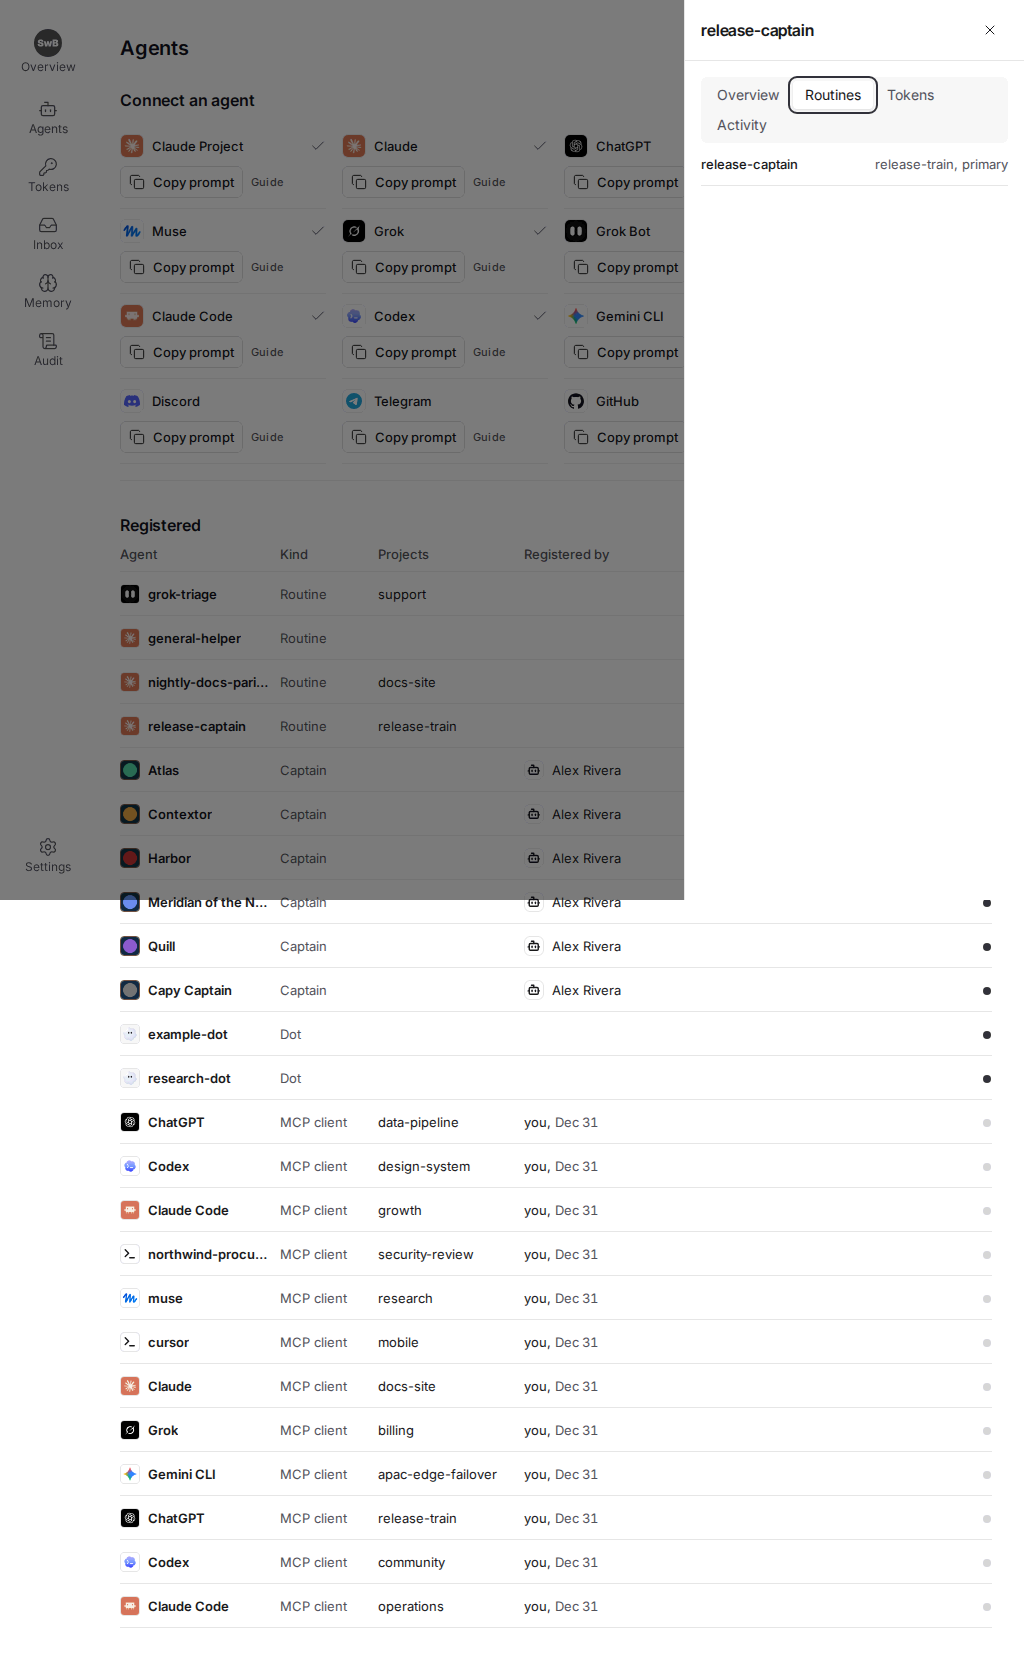 SwB
Overview
Agents
Tokens
Inbox
Memory
Audit
Settings
Agents
Connect an agent
Claude Project
Copy prompt Guide
Claude
Copy prompt Guide
ChatGPT
Copy prompt
Muse
Copy prompt Guide
Grok
Copy prompt Guide
Grok Bot
Copy prompt
Claude Code
Copy prompt Guide
Codex
Copy prompt Guide
Gemini CLI
Copy prompt
Discord
Copy prompt Guide
Telegram
Copy prompt Guide
GitHub
Copy prompt
Registered
Agent Kind Projects Registered by
grok-triage Routine support
general-helper Routine
nightly-docs-pari... Routine docs-site
release-captain Routine release-train
Atlas Captain Alex Rivera
Contextor Captain Alex Rivera
Harbor Captain Alex Rivera
Meridian of the N... Captain Alex Rivera
Quill Captain Alex Rivera
Capy Captain Captain Alex Rivera
example-dot Dot
research-dot Dot
ChatGPT MCP client data-pipeline you, Dec 31
Codex MCP client design-system you, Dec 31
Claude Code MCP client growth you, Dec 31
northwind-procu... MCP client security-review you, Dec 31
muse MCP client research you, Dec 31
cursor MCP client mobile you, Dec 31
Claude MCP client docs-site you, Dec 31
Grok MCP client billing you, Dec 31
Gemini CLI MCP client apac-edge-failover you, Dec 31
ChatGPT MCP client release-train you, Dec 31
Codex MCP client community you, Dec 31
Claude Code MCP client operations you, Dec 31
release-captain
Overview Routines Tokens
Activity
release-captain release-train, primary